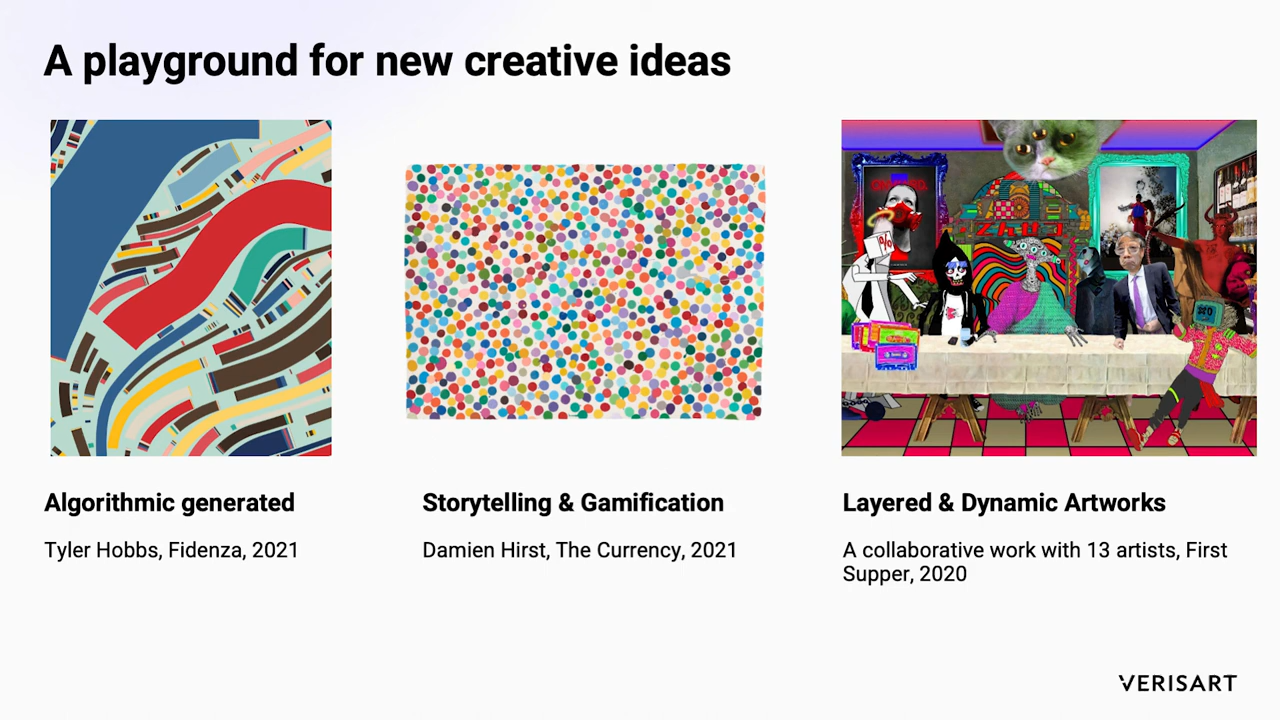 A playground for new creative ideas
%
Algorithmic generated
Tyler Hobbs, Fidenza, 2021
Storytelling & Gamification
Damien Hirst, The Currency, 2021
Layered & Dynamic Artworks
A collaborative work with 13 artists, First
Supper, 2020
VERISART